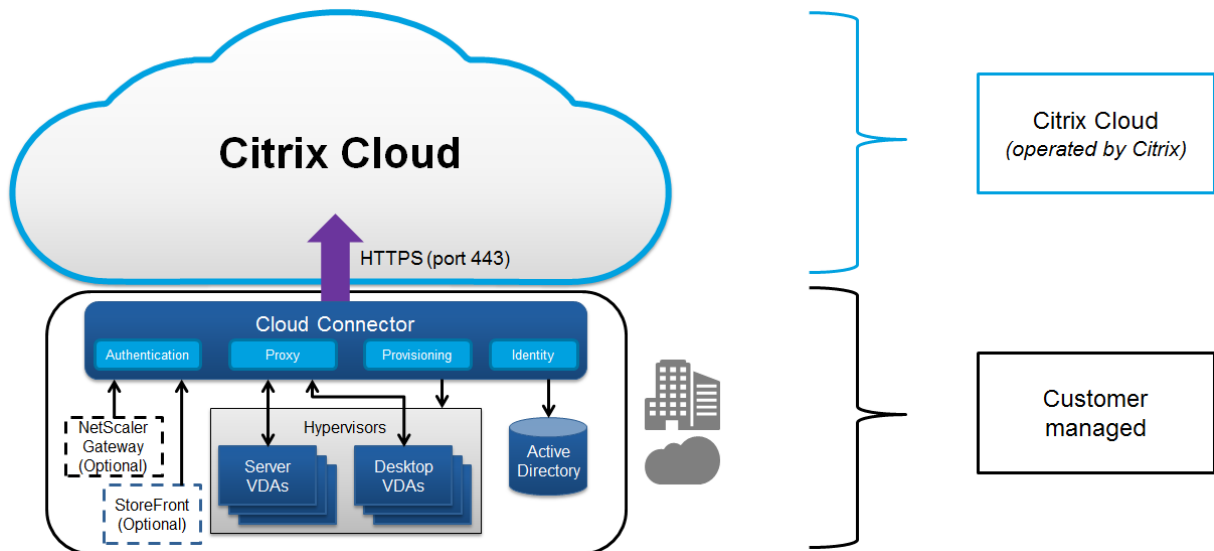 Citrix Cloud
HTTPS (port 443)
Citrix Cloud
(operated by Citrix)
Cloud Connector
Authentication
Proxy
Provisioning
Identity
NetScaler
Gateway
(Optional)
StoreFront
(Optional)
Hypervisors
Server
VDAs
Desktop
VDAs
Active
Directory
Customer
managed